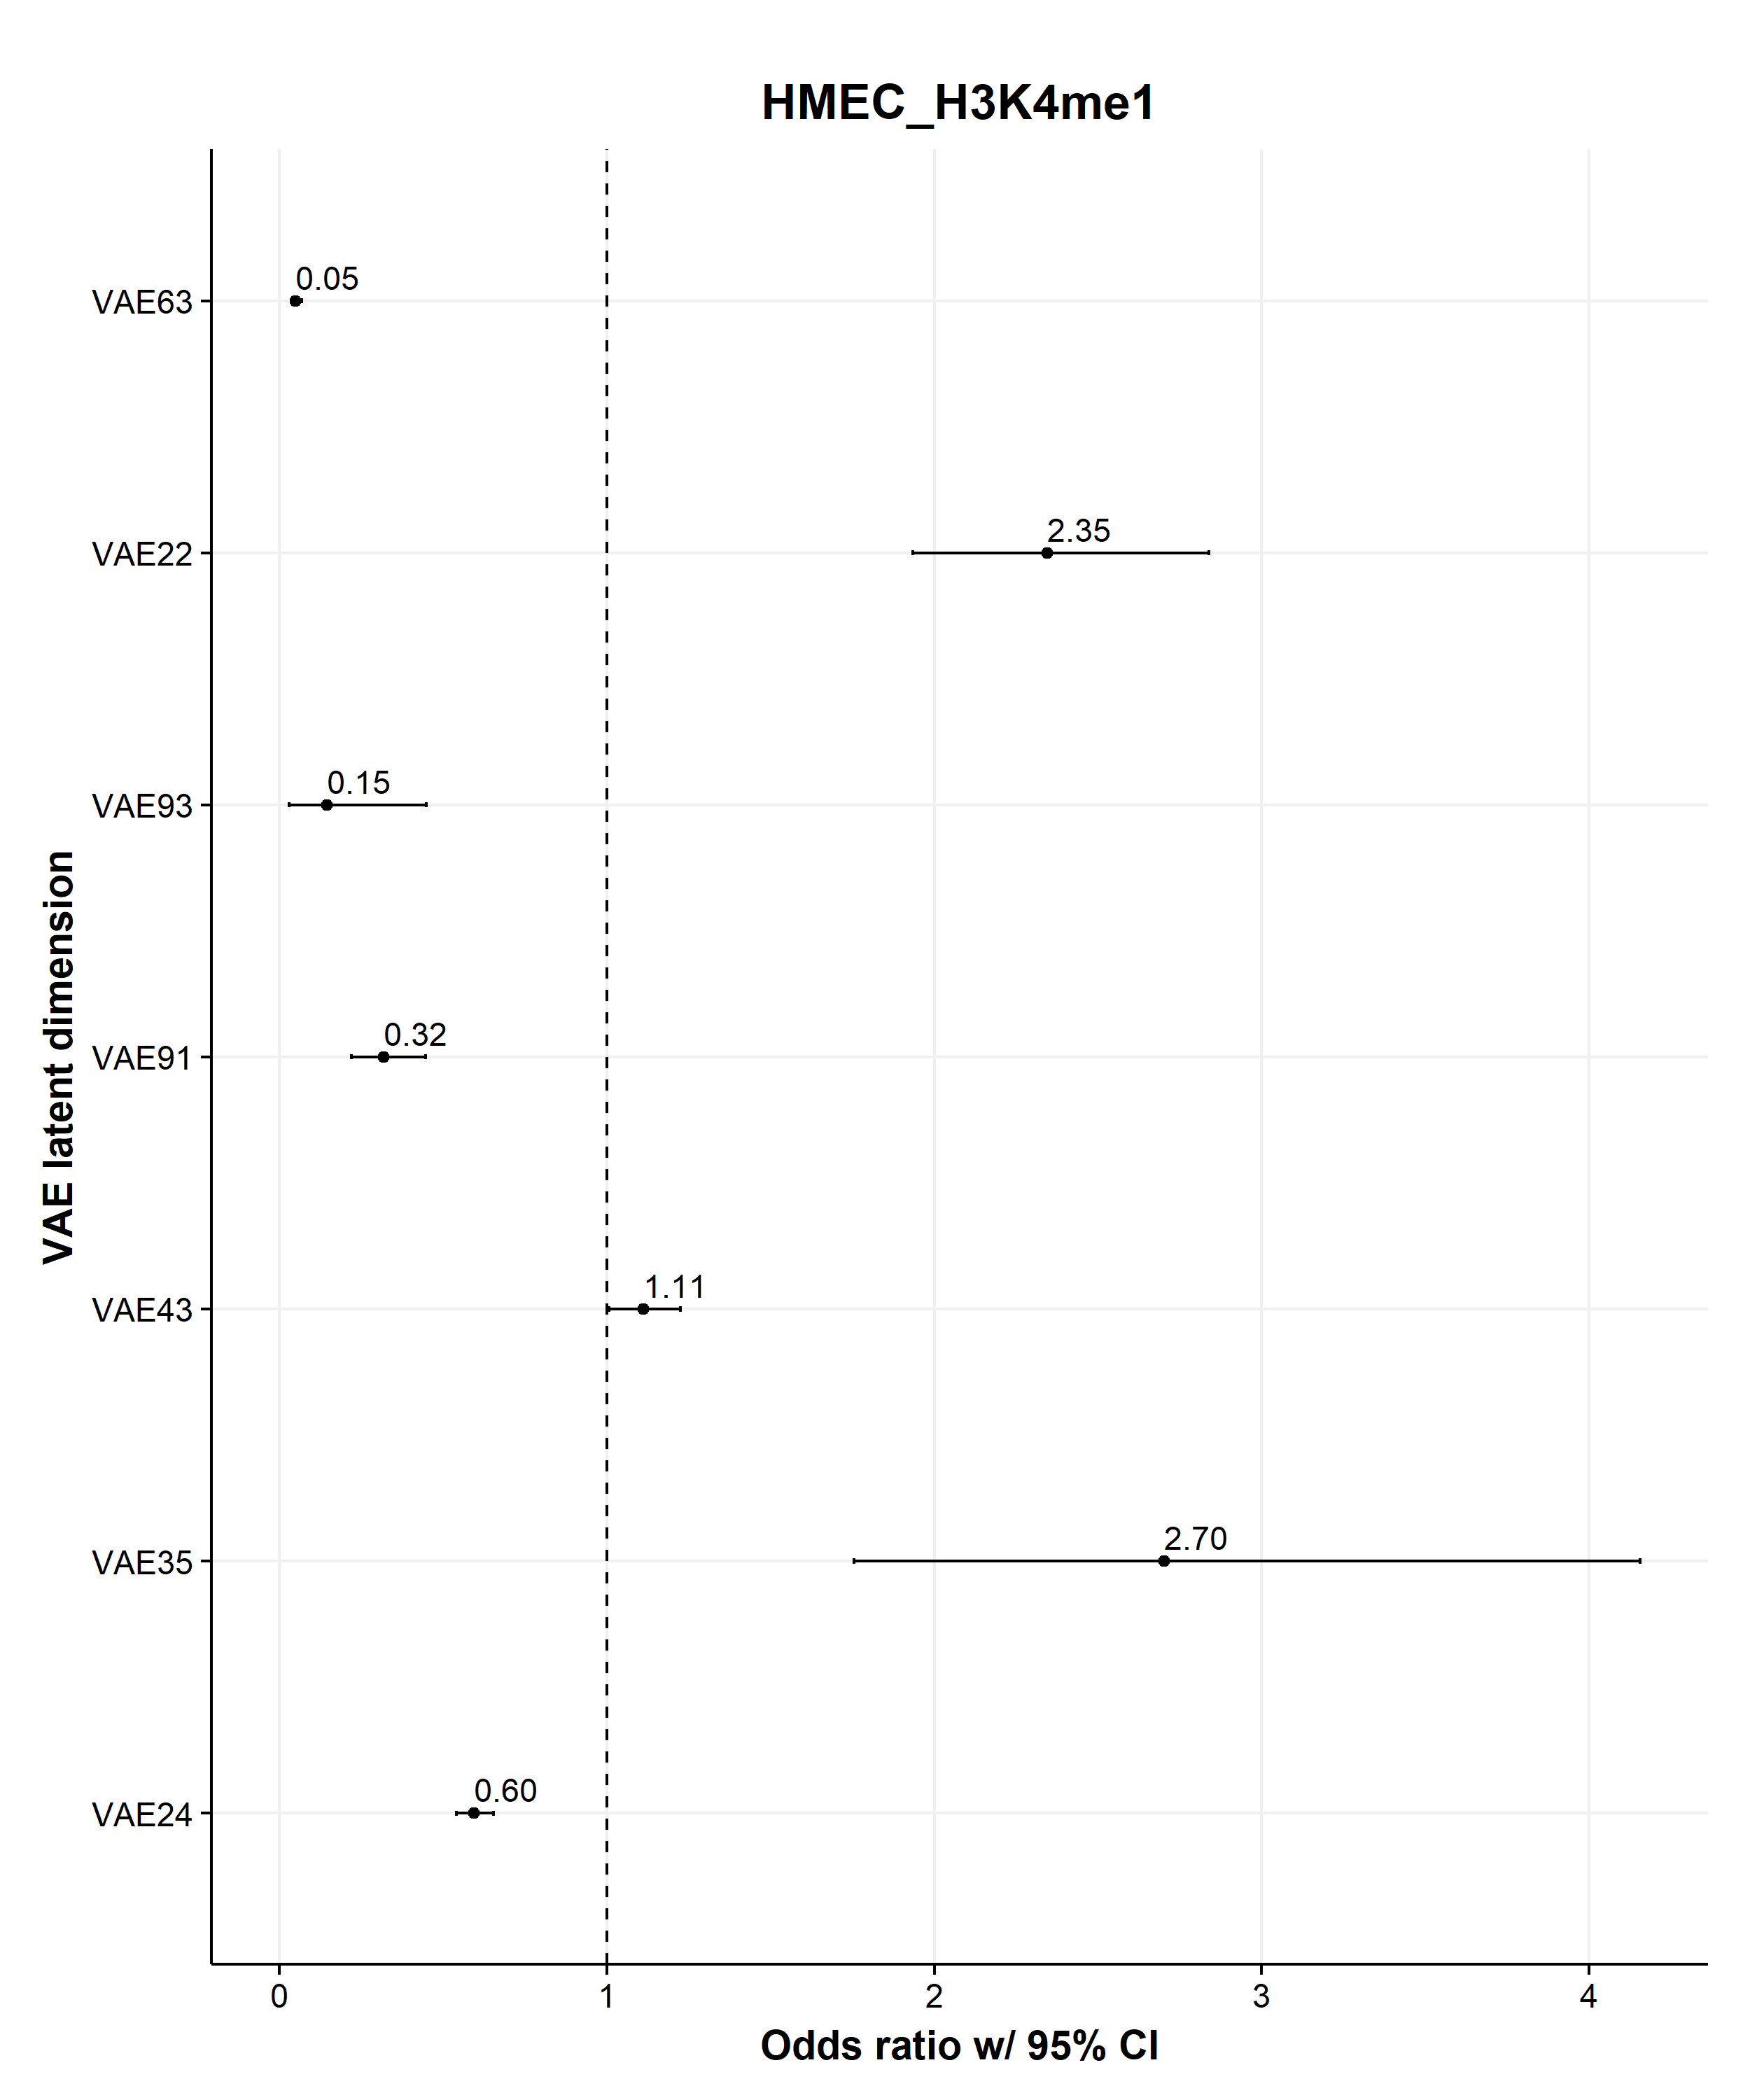 HMEC_H3K4me1
VAE latent dimension
VAE63
0.05
VAE22
2.35
VAE93
0.15
VAE91
0.32
VAE43
1.11
VAE35
2.70
VAE24
0.60
0 1 2 3 4
Odds ratio w/ 95% CI